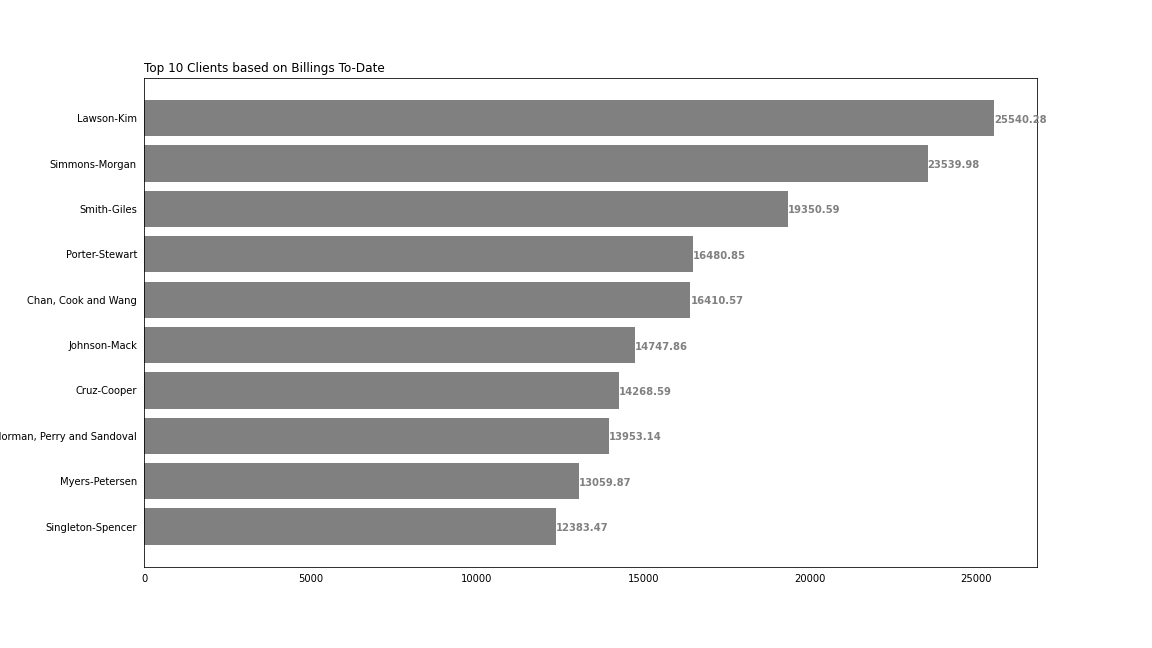 Top 10 Clients based on Billings To-Date
Lawson-Kim 25540.28
Simmons-Morgan 23539.98
Smith-Giles 19350.59
Porter-Stewart 16480.85
Chan, Cook and Wang 16410.57
Johnson-Mack 14747.86
Cruz-Cooper 14268.59
Perry and Sandoval 13953.14
Myers-Petersen 13059.87
Singleton-Spencer 12383.47
0 5000 10000 15000 20000 25000